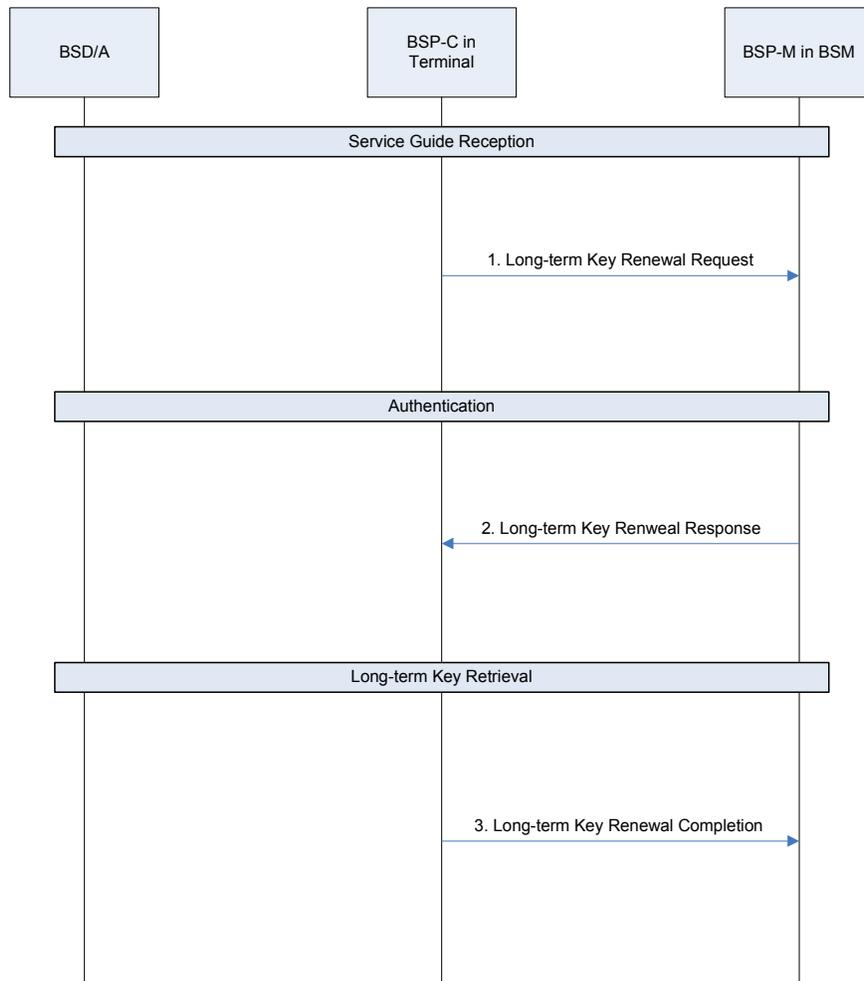 BSD/A
BSP-C in
Terminal
BSP-M in BSM
Service Guide Reception
1. Long-term Key Renewal Request
Authentication
2. Long-term Key Renweal Response
Long-term Key Retrieval
3. Long-term Key Renewal Completion